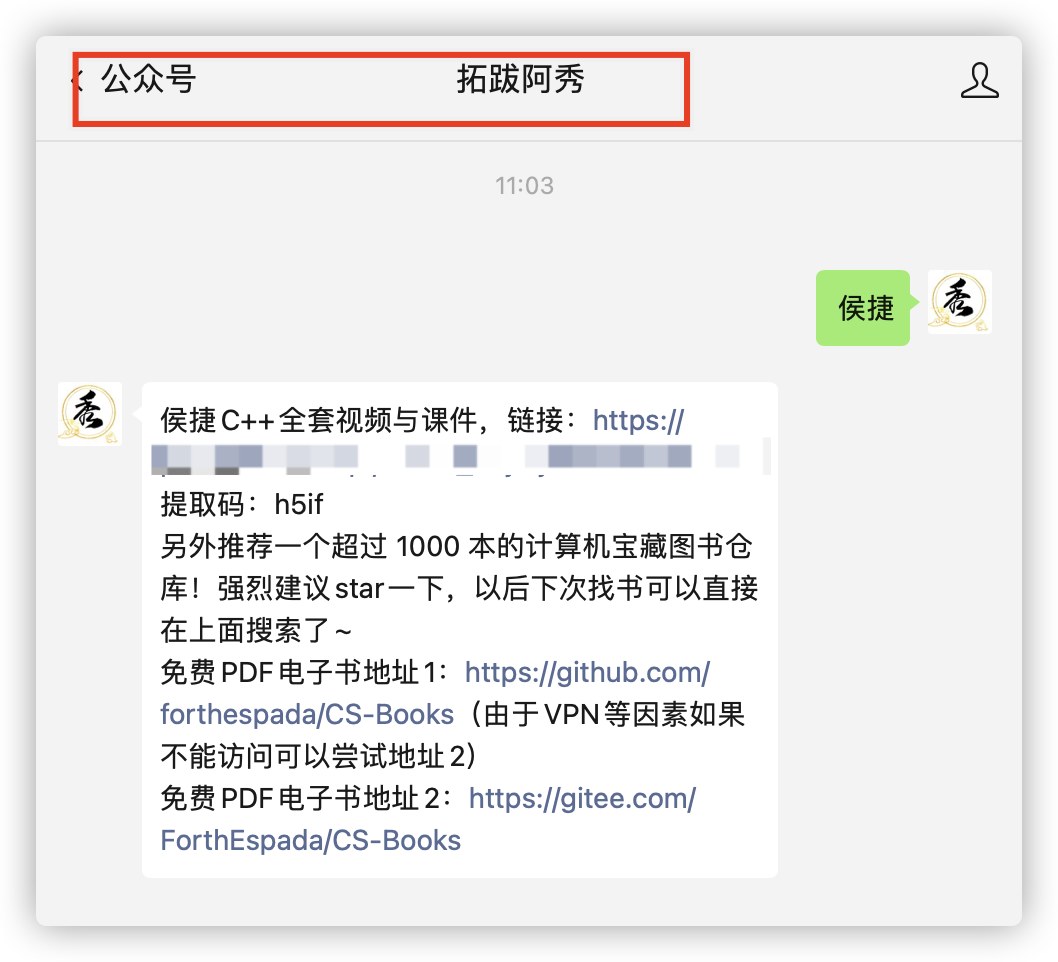 公众号 拓跋阿秀
11:03
侯捷
秀
秀
侯捷C++全套视频与课件，链接：https://
提取码：h5if
另外推荐一个超过 1000 本的计算机宝藏图书仓
库！强烈建议star一下，以后下次找书可以直接
在上面搜索了~
免费PDF电子书地址1：https://github.com/
forthespada/CS-Books（由于VPN等因素如果
不能访问可以尝试地址2）
免费PDF电子书地址2：https://gitee.com/
ForthEspada/CS-Books